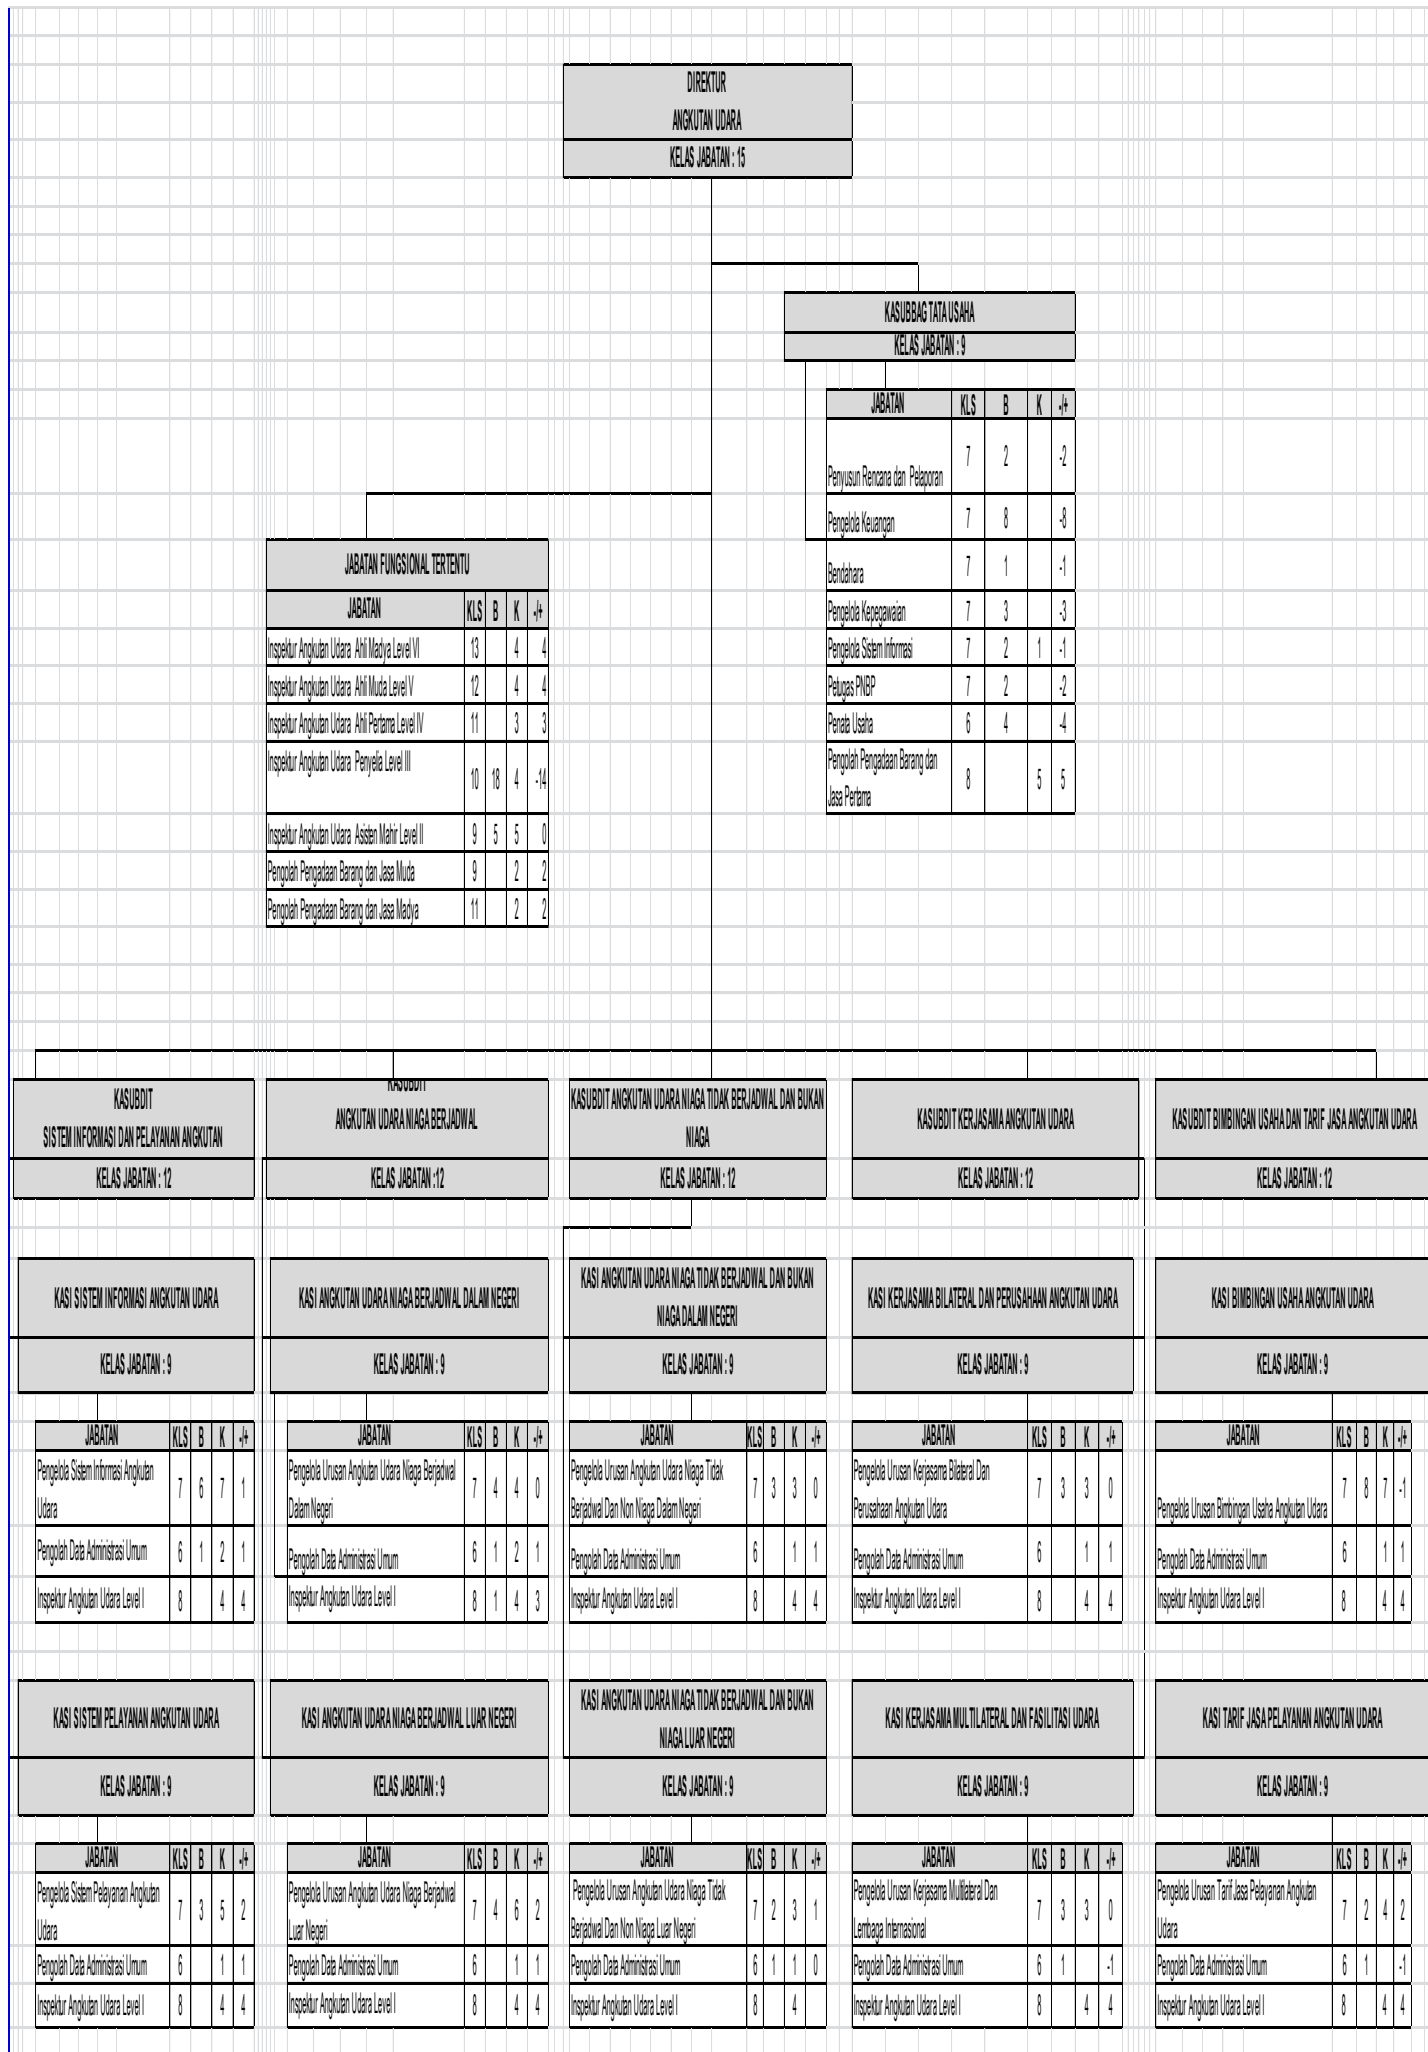 DIREKTUR
ANGKUTAN UDARA
KELAS JABATAN : 15
KASUBBAG TATA USAHA
KELAS JABATAN : 9
JABATAN KLS B K -/+
Penyusun Rencana dan Pelaporan 7 2 -2
Pengelola Keuangan 7 8 -8
Bendahara 7 1 -1
Pengelola Kepegawaian 7 3 -3
Pengelola Sistem Informasi 7 2 1 -1
Petugas PNBP 7 2 -2
Penata Usaha 6 4 -4
Pengolah Pengadaan Barang dan
Jasa Pertama 8 5 5
JABATAN FUNGSIONAL TERTENTU
JABATAN KLS B K -/+
Inspektur Angkutan Udara Ahli Madya Level VI 13 4 4
Inspektur Angkutan Udara Ahli Muda Level V 12 4 4
Inspektur Angkutan Udara Ahli Pertama Level IV 11 3 3
Inspektur Angkutan Udara Penyelia Level III 10 18 4 -14
Inspektur Angkutan Udara Asisten Mahir Level II 9 5 5 0
Pengolah Pengadaan Barang dan Jasa Muda 9 2 2
Pengolah Pengadaan Barang dan Jasa Madya 11 2 2
KASUBDIT
SISTEM INFORMASI DAN PELAYANAN ANGKUTAN
KELAS JABATAN : 12
KASUBDIT
ANGKUTAN UDARA NIAGA BERJADWAL
KELAS JABATAN :12
KASUBDIT ANGKUTAN UDARA NIAGA TIDAK BERJADWAL DAN BUKAN
NIAGA
KELAS JABATAN : 12
KASUBDIT KERJASAMA ANGKUTAN UDARA
KELAS JABATAN : 12
KASUBDIT BIMBINGAN USAHA DAN TARIF JASA ANGKUTAN UDARA
KELAS JABATAN : 12
KASI SISTEM INFORMASI ANGKUTAN UDARA
KELAS JABATAN : 9
JABATAN KLS B K -/+
Pengelola Sistem Informasi Angkutan
Udara 7 6 7 1
Pengolah Data Administrasi Umum 6 1 2 1
Inspektur Angkutan Udara Level I 8 4 4
KASI ANGKUTAN UDARA NIAGA BERJADWAL DALAM NEGERI
KELAS JABATAN : 9
JABATAN KLS B K -/+
Pengelola Urusan Angkutan Udara Niaga Berjadwal
Dalam Negeri 7 4 4 0
Pengolah Data Administrasi Umum 6 1 2 1
Inspektur Angkutan Udara Level I 8 1 4 3
KASI ANGKUTAN UDARA NIAGA TIDAK BERJADWAL DAN BUKAN
NIAGA DALAM NEGERI
KELAS JABATAN : 9
JABATAN KLS B K -/+
Pengelola Urusan Angkutan Udara Niaga Tidak
Berjadwal Dan Non Niaga Dalam Negeri 7 3 3 0
Pengolah Data Administrasi Umum 6 1 1
Inspektur Angkutan Udara Level I 8 4 4
KASI KERJASAMA BILATERAL DAN PERUSAHAAN ANGKUTAN UDARA
KELAS JABATAN : 9
JABATAN KLS B K -/+
Pengelola Urusan Kerjasama Bilateral Dan
Perusahaan Angkutan Udara 7 3 3 0
Pengolah Data Administrasi Umum 6 1 1
Inspektur Angkutan Udara Level I 8 4 4
KASI BIMBINGAN USAHA ANGKUTAN UDARA
KELAS JABATAN : 9
JABATAN KLS B K -/+
Pengelola Urusan Bimbingan Usaha Angkutan Udara 7 8 7 -1
Pengolah Data Administrasi Umum 6 1 1
Inspektur Angkutan Udara Level I 8 4 4
KASI SISTEM PELAYANAN ANGKUTAN UDARA
KELAS JABATAN : 9
JABATAN KLS B K -/+
Pengelola Sistem Pelayanan Angkutan
Udara 7 3 5 2
Pengolah Data Administrasi Umum 6 1 1
Inspektur Angkutan Udara Level I 8 4 4
KASI ANGKUTAN UDARA NIAGA BERJADWAL LUAR NEGERI
KELAS JABATAN : 9
JABATAN KLS B K -/+
Pengelola Urusan Angkutan Udara Niaga Berjadwal
Luar Negeri 7 4 6 2
Pengolah Data Administrasi Umum 6 1 1
Inspektur Angkutan Udara Level I 8 4 4
KASI ANGKUTAN UDARA NIAGA TIDAK BERJADWAL DAN BUKAN
NIAGA LUAR NEGERI
KELAS JABATAN : 9
JABATAN KLS B K -/+
Pengelola Urusan Angkutan Udara Niaga Tidak
Berjadwal Dan Non Niaga Luar Negeri 7 2 3 1
Pengolah Data Administrasi Umum 6 1 1 0
Inspektur Angkutan Udara Level I 8 4
KASI KERJASAMA MULTILATERAL DAN FASILITASI UDARA
KELAS JABATAN : 9
JABATAN KLS B K -/+
Pengelola Urusan Kerjasama Multilateral Dan
Lembaga Internasional 7 3 3 0
Pengolah Data Administrasi Umum 6 1 -1
Inspektur Angkutan Udara Level I 8 4 4
KASI TARIF JASA PELAYANAN ANGKUTAN UDARA
KELAS JABATAN : 9
JABATAN KLS B K -/+
Pengelola Urusan Tarif Jasa Pelayanan Angkutan
Udara 7 2 4 2
Pengolah Data Administrasi Umum 6 1 -1
Inspektur Angkutan Udara Level I 8 4 4